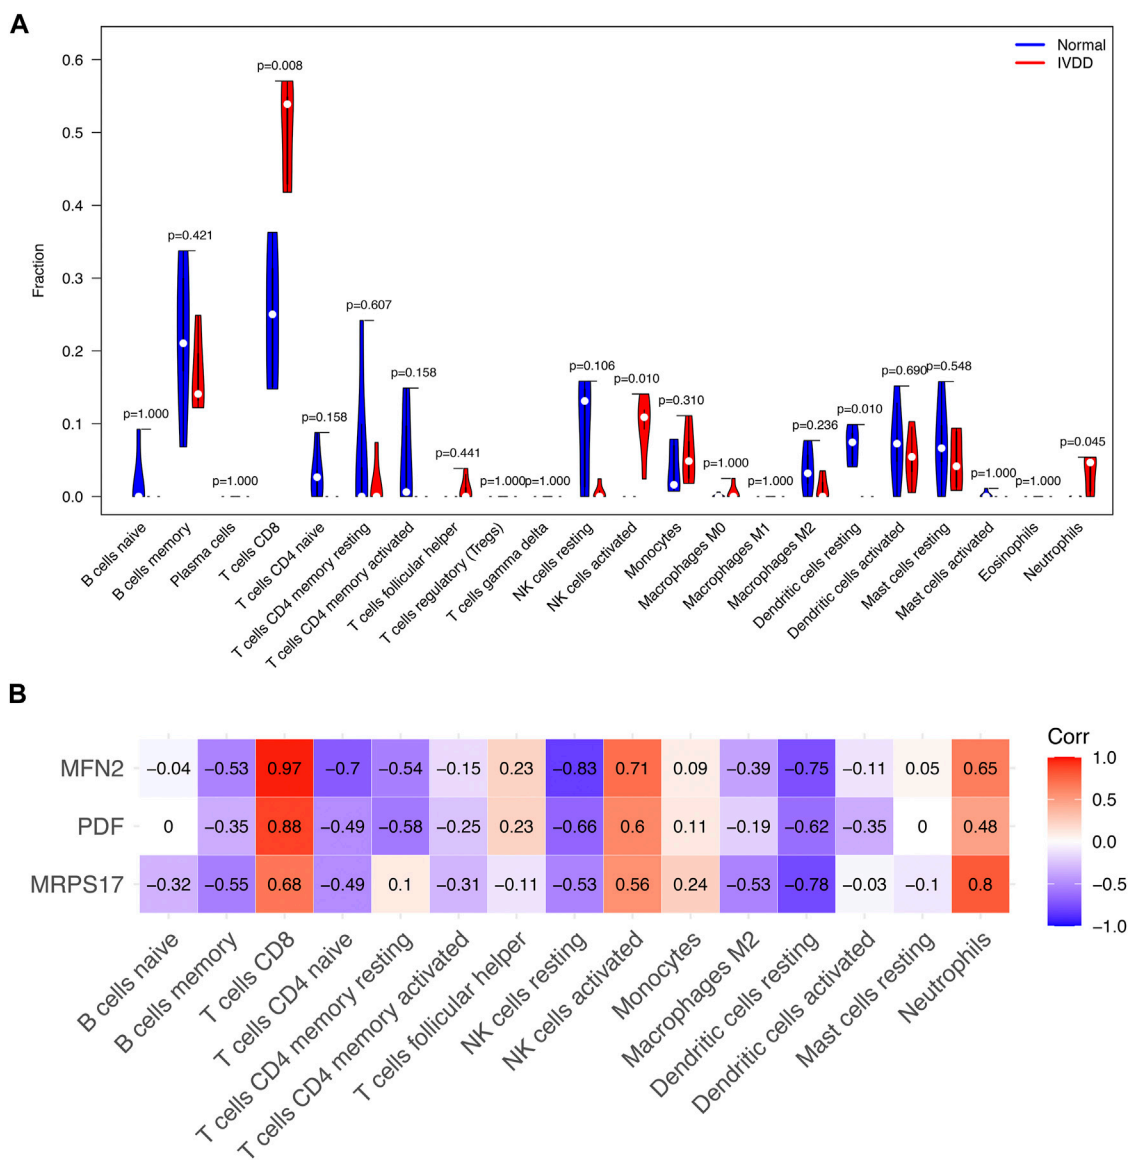 A
Normal
IVDD
Fraction
0.6
0.5
0.4
0.3
0.2
0.1
0.0
p=1.000
p=0.421
p=1.000
p=0.008
p=0.158
p=0.607
p=0.158
p=0.441
p=1.000
p=1.000
p=0.106
p=0.010
p=0.310
p=1.000
p=1.000
p=0.236
p=0.010
p=0.690
p=0.548
p=1.000
p=1.000
p=0.045
B cells naive
B cells memory
Plasma cells
T cells CD8
T cells CD4 naive
T cells CD4 memory resting
T cells CD4 memory activated
T cells follicular helper
T cells regulatory (Tregs)
T cells gamma delta
NK cells resting
NK cells activated
Monocytes
Macrophages M0
Macrophages M1
Macrophages M2
Dendritic cells resting
Dendritic cells activated
Mast cells resting
Mast cells activated
Eosinophils
Neutrophils
B
MFN2 −0.04 −0.53 0.97 −0.7 −0.54 −0.15 0.23 −0.83 0.71 0.09 −0.39 −0.75 −0.11 0.05 0.65
PDF 0 −0.35 0.88 −0.49 −0.58 −0.25 0.23 −0.66 0.6 0.11 −0.19 −0.62 −0.35 0 0.48
MRPS17 −0.32 −0.55 0.68 −0.49 0.1 −0.31 −0.11 −0.53 0.56 0.24 −0.53 −0.78 −0.03 −0.1 0.8
B cells naive
B cells memory
T cells CD8
T cells CD4 naive
T cells CD4 memory resting
T cells CD4 memory activated
T cells follicular helper
NK cells resting
NK cells activated
Monocytes
Macrophages M2
Dendritic cells resting
Dendritic cells activated
Mast cells resting
Neutrophils
Corr
1.0
0.5
0.0
−0.5
−1.0